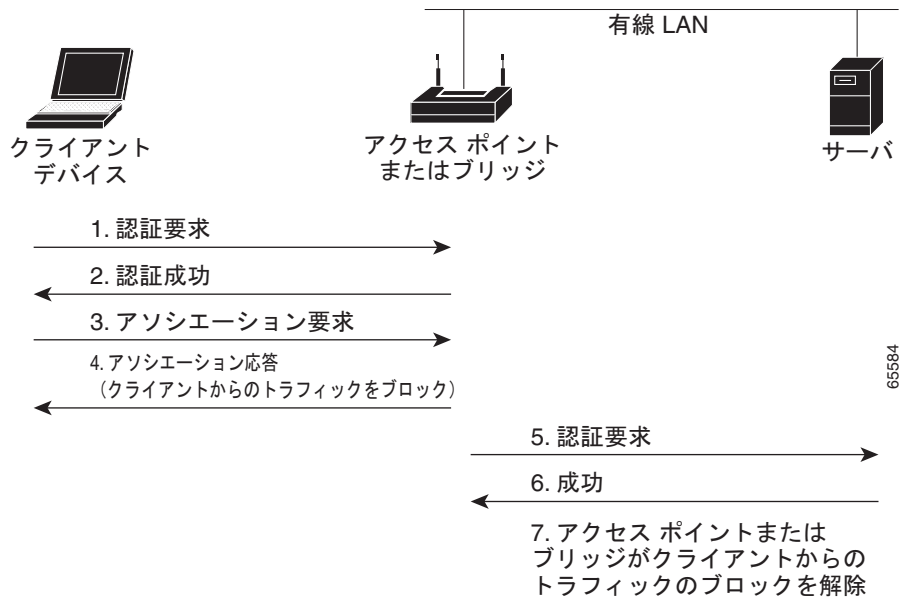 有線 LAN
クライアント
デバイス
アクセス ポイント
またはブリッジ
サーバ
1. 認証要求
2. 認証成功
3. アソシエーション要求
4. アソシエーション応答
（クライアントからのトラフィックをブロック）
65584
5. 認証要求
6. 成功
7. アクセス ポイントまたは
ブリッジがクライアントからの
トラフィックのブロックを解除